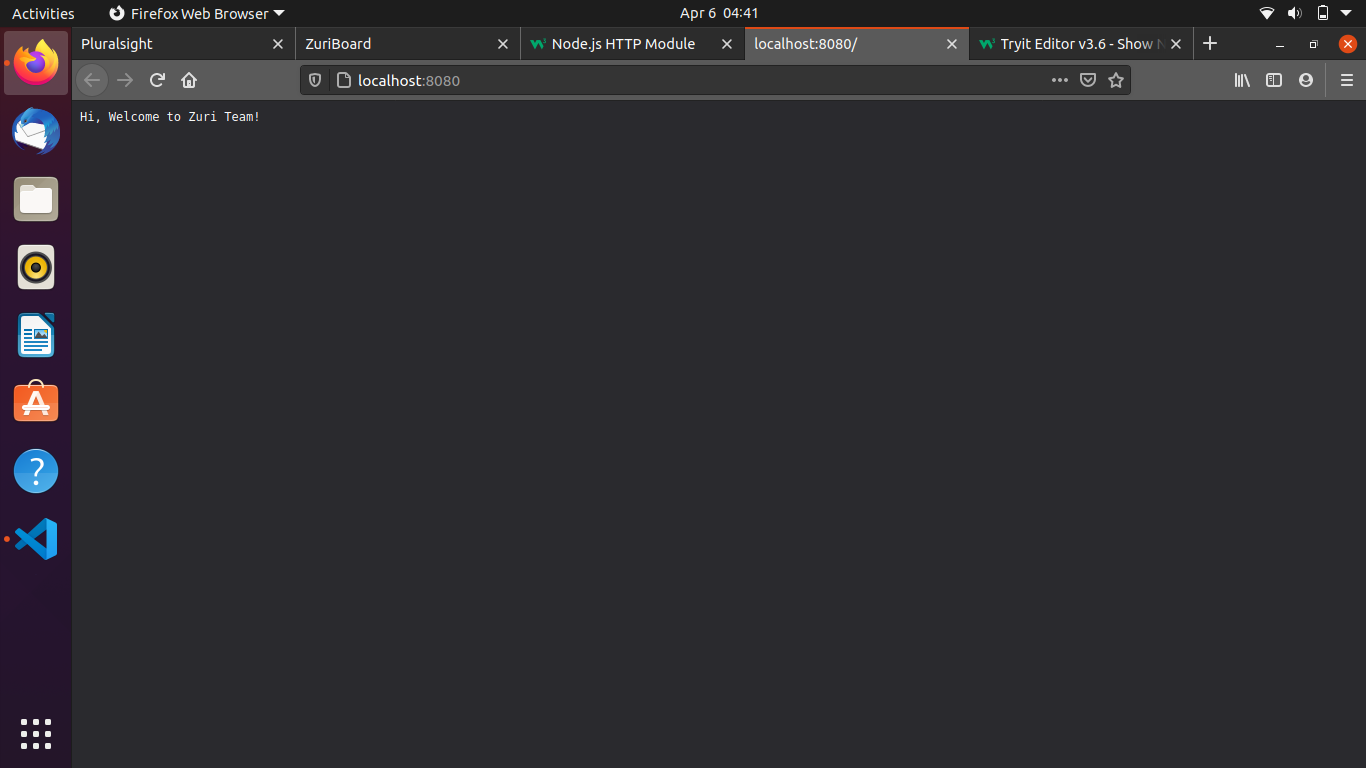 Activities
Firefox Web Browser
Apr 6 04:41
Pluralsight
ZuriBoard
Node.js HTTP Module
localhost:8080/
Tryit Editor v3.6 - Show N
localhost:8080
Hi, Welcome to Zuri Team!